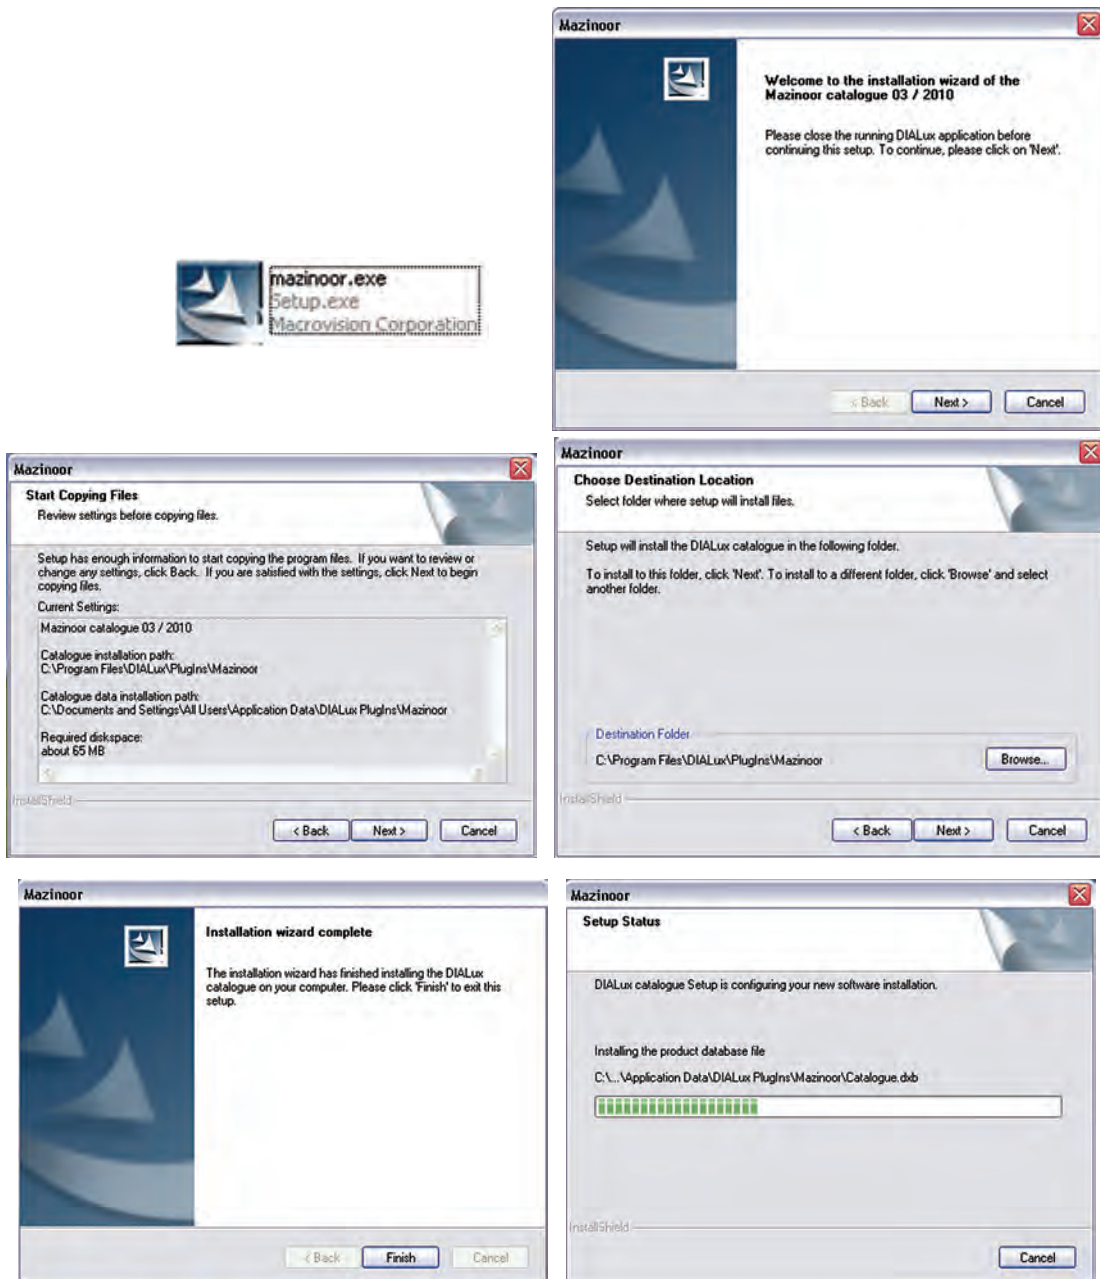 mazinoor.exe
Setup.exe
Macrovision Corporation
Mazinoor
Welcome to the installation wizard of the
Mazinoor catalogue 03 / 2010
Please close the running DIALux application before
continuing this setup. To continue, please click on 'Next'.
< Back Next > Cancel
Mazinoor
Start Copying Files
Review settings before copying files.
Setup has enough information to start copying the program files. If you want to review or
change any settings, click Back. If you are satisfied with the settings, click Next to begin
copying files.
Current Settings:
Mazinoor catalogue 03 / 2010
Catalogue installation path:
C:\Program Files\DIALux\PlugIns\Mazinoor
Catalogue data installation path:
C:\Documents and Settings\All Users\Application Data\DIALux PlugIns\Mazinoor
Required diskspace:
about 65 MB
InstallShield
< Back Next > Cancel
Mazinoor
Choose Destination Location
Select folder where setup will install files.
Setup will install the DIALux catalogue in the following folder.
To install to this folder, click 'Next'. To install to a different folder, click 'Browse' and select
another folder.
Destination Folder
C:\Program Files\DIALux\PlugIns\Mazinoor
Browse...
InstallShield
< Back Next > Cancel
Mazinoor
Installation wizard complete
The installation wizard has finished installing the DIALux
catalogue on your computer. Please click 'Finish' to exit this
setup.
< Back Finish Cancel
Mazinoor
Setup Status
DIALux catalogue Setup is configuring your new software installation.
Installing the product database file
C:\...\Application Data\DIALux PlugIns\Mazinoor\Catalogue.dxb
InstallShield
Cancel